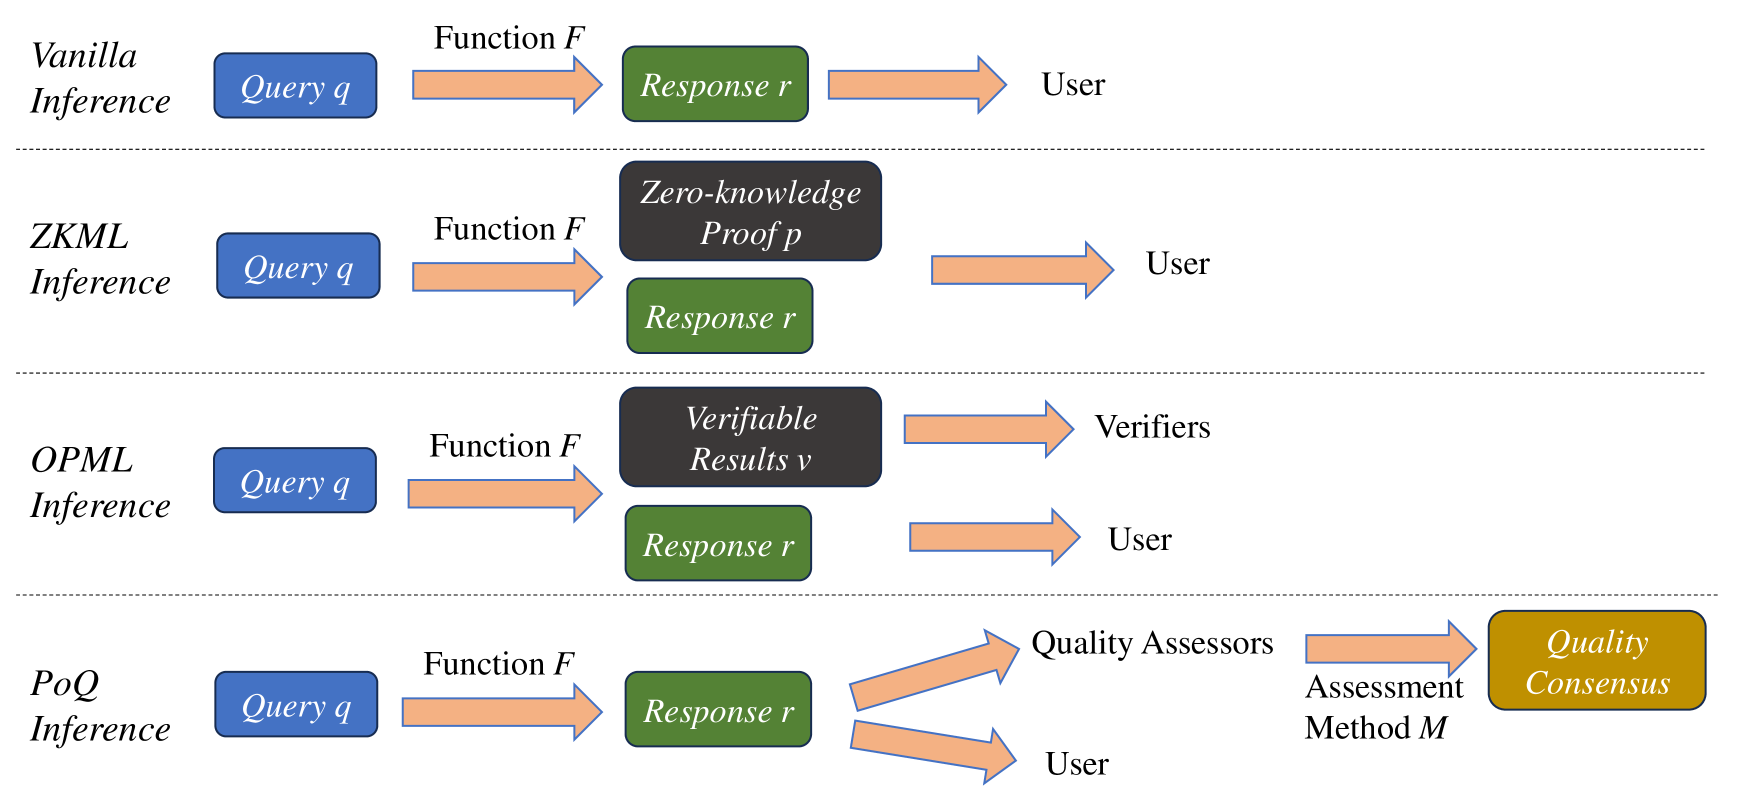 Vanilla
Inference
Query q
Function F
Response r
User
ZKML
Inference
Query q
Function F
Zero-knowledge
Proof p
Response r
User
OPML
Inference
Query q
Function F
Verifiable
Results v
Response r
Verifiers
User
PoQ
Inference
Query q
Function F
Response r
Quality Assessors
User
Assessment
Method M
Quality
Consensus